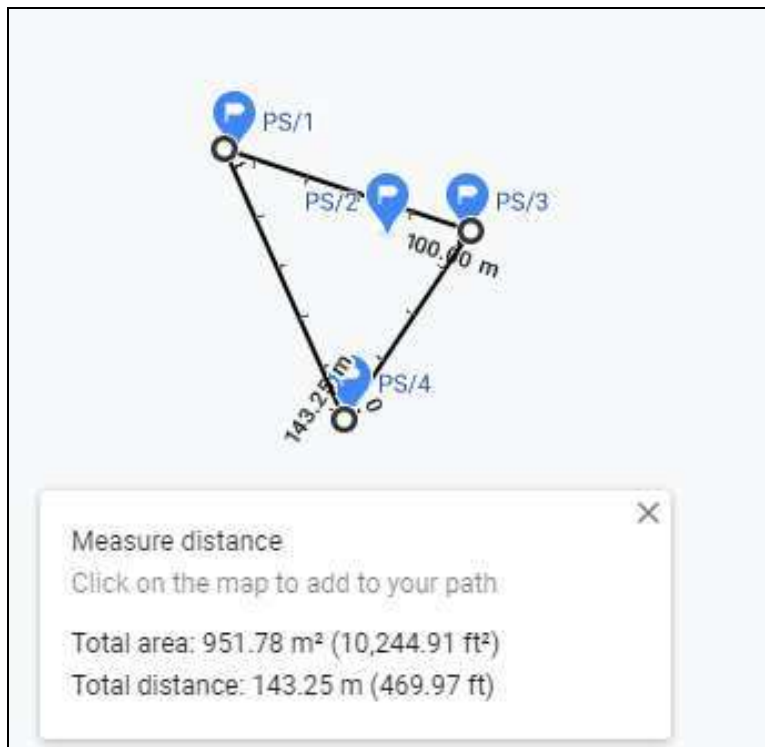 PS/1
PS/2
PS/3
100.00 m
PS/4
143.25 m
0
Measure distance
Click on the map to add to your path
Total area: 951.78 m² (10,244.91 ft²)
Total distance: 143.25 m (469.97 ft)